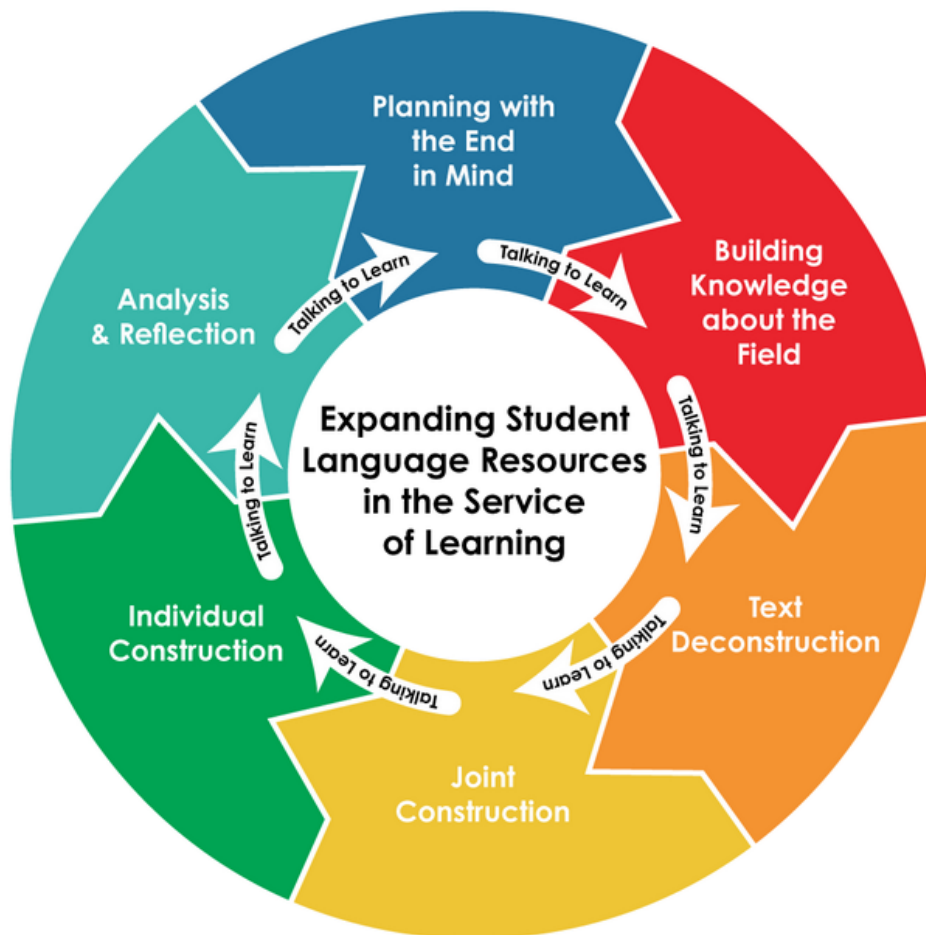 Planning with
the End
in Mind
Talking to Learn
Building
Knowledge
about the
Field
Talking to Learn
Text
Deconstruction
Talking to Learn
Joint
Construction
Talking to Learn
Individual
Construction
Talking to Learn
Analysis
& Reflection
Talking to Learn
Expanding Student
Language Resources
in the Service
of Learning